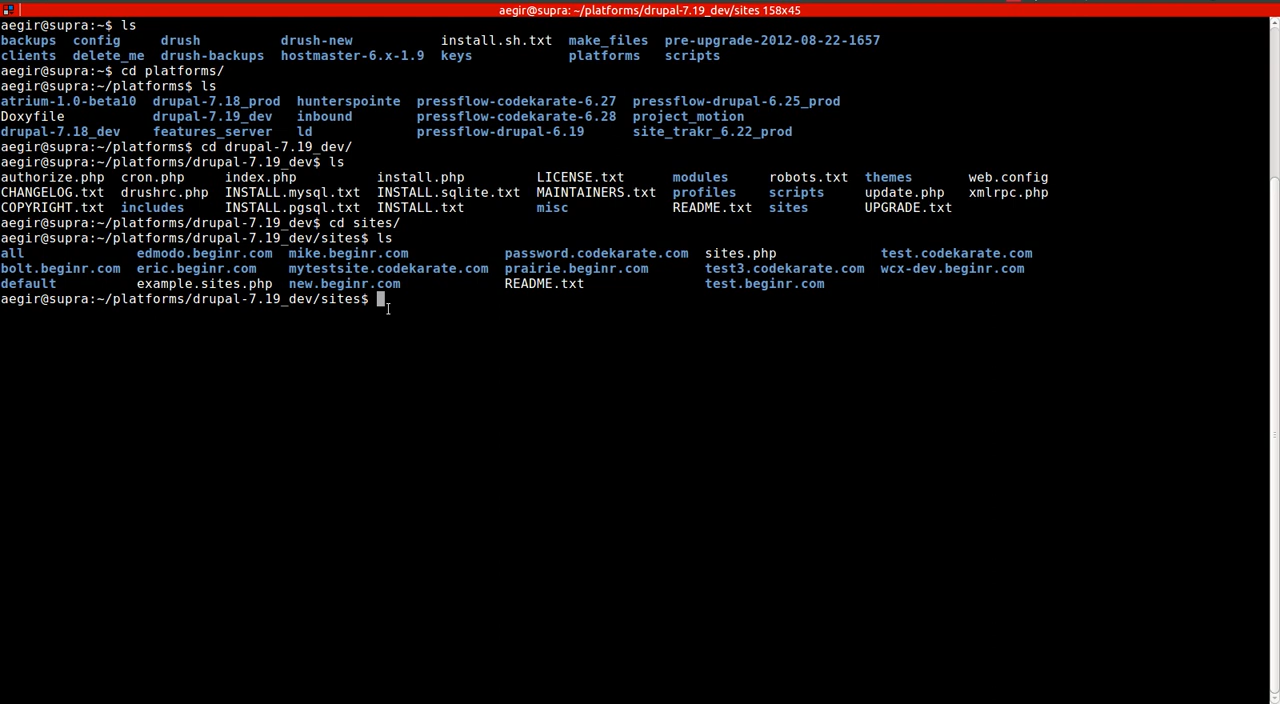 aegir@supra: ~/platforms/drupal-7.19_dev/sites 158x45
aegir@supra:~$ ls
backups  config     drush          drush-new           install.sh.txt  make_files  pre-upgrade-2012-08-22-1657
clients  delete_me  drush-backups  hostmaster-6.x-1.9  keys            platforms   scripts
aegir@supra:~$ cd platforms/
aegir@supra:~/platforms$ ls
atrium-1.0-beta10  drupal-7.18_prod  hunterspointe  pressflow-codekarate-6.27  pressflow-drupal-6.25_prod
Doxyfile           drupal-7.19_dev   inbound        pressflow-codekarate-6.28  project_motion
drupal-7.18_dev    features_server   ld             pressflow-drupal-6.19      site_trakr_6.22_prod
aegir@supra:~/platforms$ cd drupal-7.19_dev/
aegir@supra:~/platforms/drupal-7.19_dev$ ls
authorize.php  cron.php     index.php          install.php         LICENSE.txt      modules     robots.txt  themes       web.config
CHANGELOG.txt  drushrc.php  INSTALL.mysql.txt  INSTALL.sqlite.txt  MAINTAINERS.txt  profiles    scripts     update.php   xmlrpc.php
COPYRIGHT.txt  includes     INSTALL.pgsql.txt  INSTALL.txt         misc             README.txt  sites       UPGRADE.txt
aegir@supra:~/platforms/drupal-7.19_dev$ cd sites/
aegir@supra:~/platforms/drupal-7.19_dev/sites$ ls
all              edmodo.beginr.com  mike.beginr.com            password.codekarate.com  sites.php             test.codekarate.com
bolt.beginr.com  eric.beginr.com    mytestsite.codekarate.com  prairie.beginr.com       test3.codekarate.com  wcx-dev.beginr.com
default          example.sites.php  new.beginr.com             README.txt               test.beginr.com
aegir@supra:~/platforms/drupal-7.19_dev/sites$